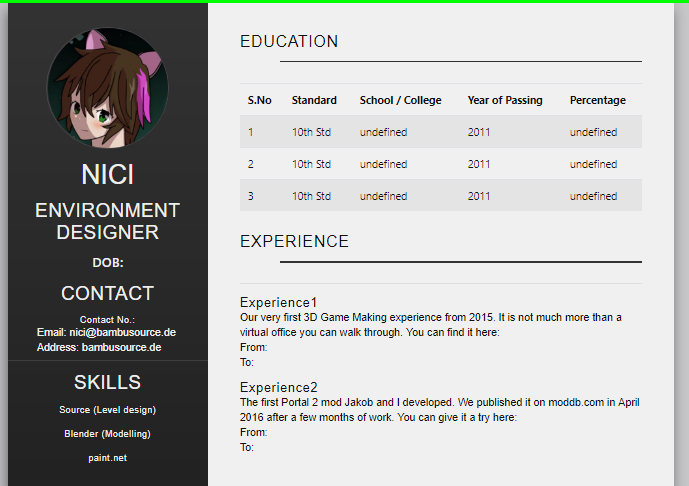 NICI
ENVIRONMENT
DESIGNER
DOB:
CONTACT
Contact No.:
Email: nici@bambusource.de
Address: bambusource.de
SKILLS
Source (Level design)
Blender (Modelling)
paint.net
EDUCATION
S.No Standard School / College Year of Passing Percentage
1 10th Std undefined 2011 undefined
2 10th Std undefined 2011 undefined
3 10th Std undefined 2011 undefined
EXPERIENCE
Experience1
Our very first 3D Game Making experience from 2015. It is not much more than a
virtual office you can walk through. You can find it here:
From:
To:
Experience2
The first Portal 2 mod Jakob and I developed. We published it on moddb.com in April
2016 after a few months of work. You can give it a try here:
From:
To: